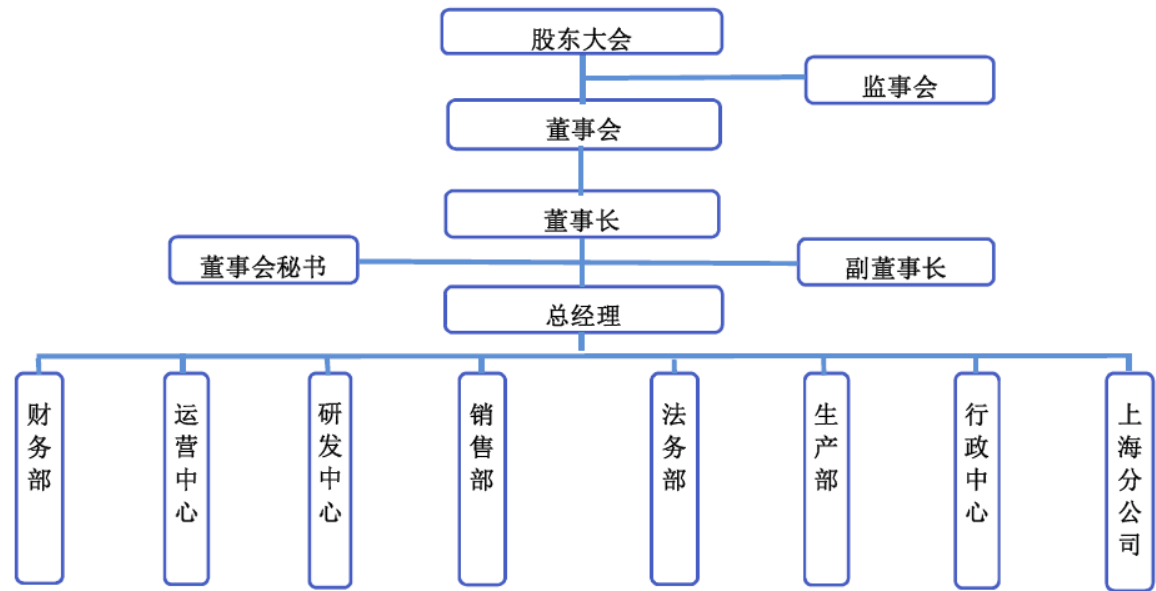 股东大会
监事会
董事会
董事长
董事会秘书
副董事长
总经理
财务部
运营中心
研发中心
销售部
法务部
生产部
行政中心
上海分公司